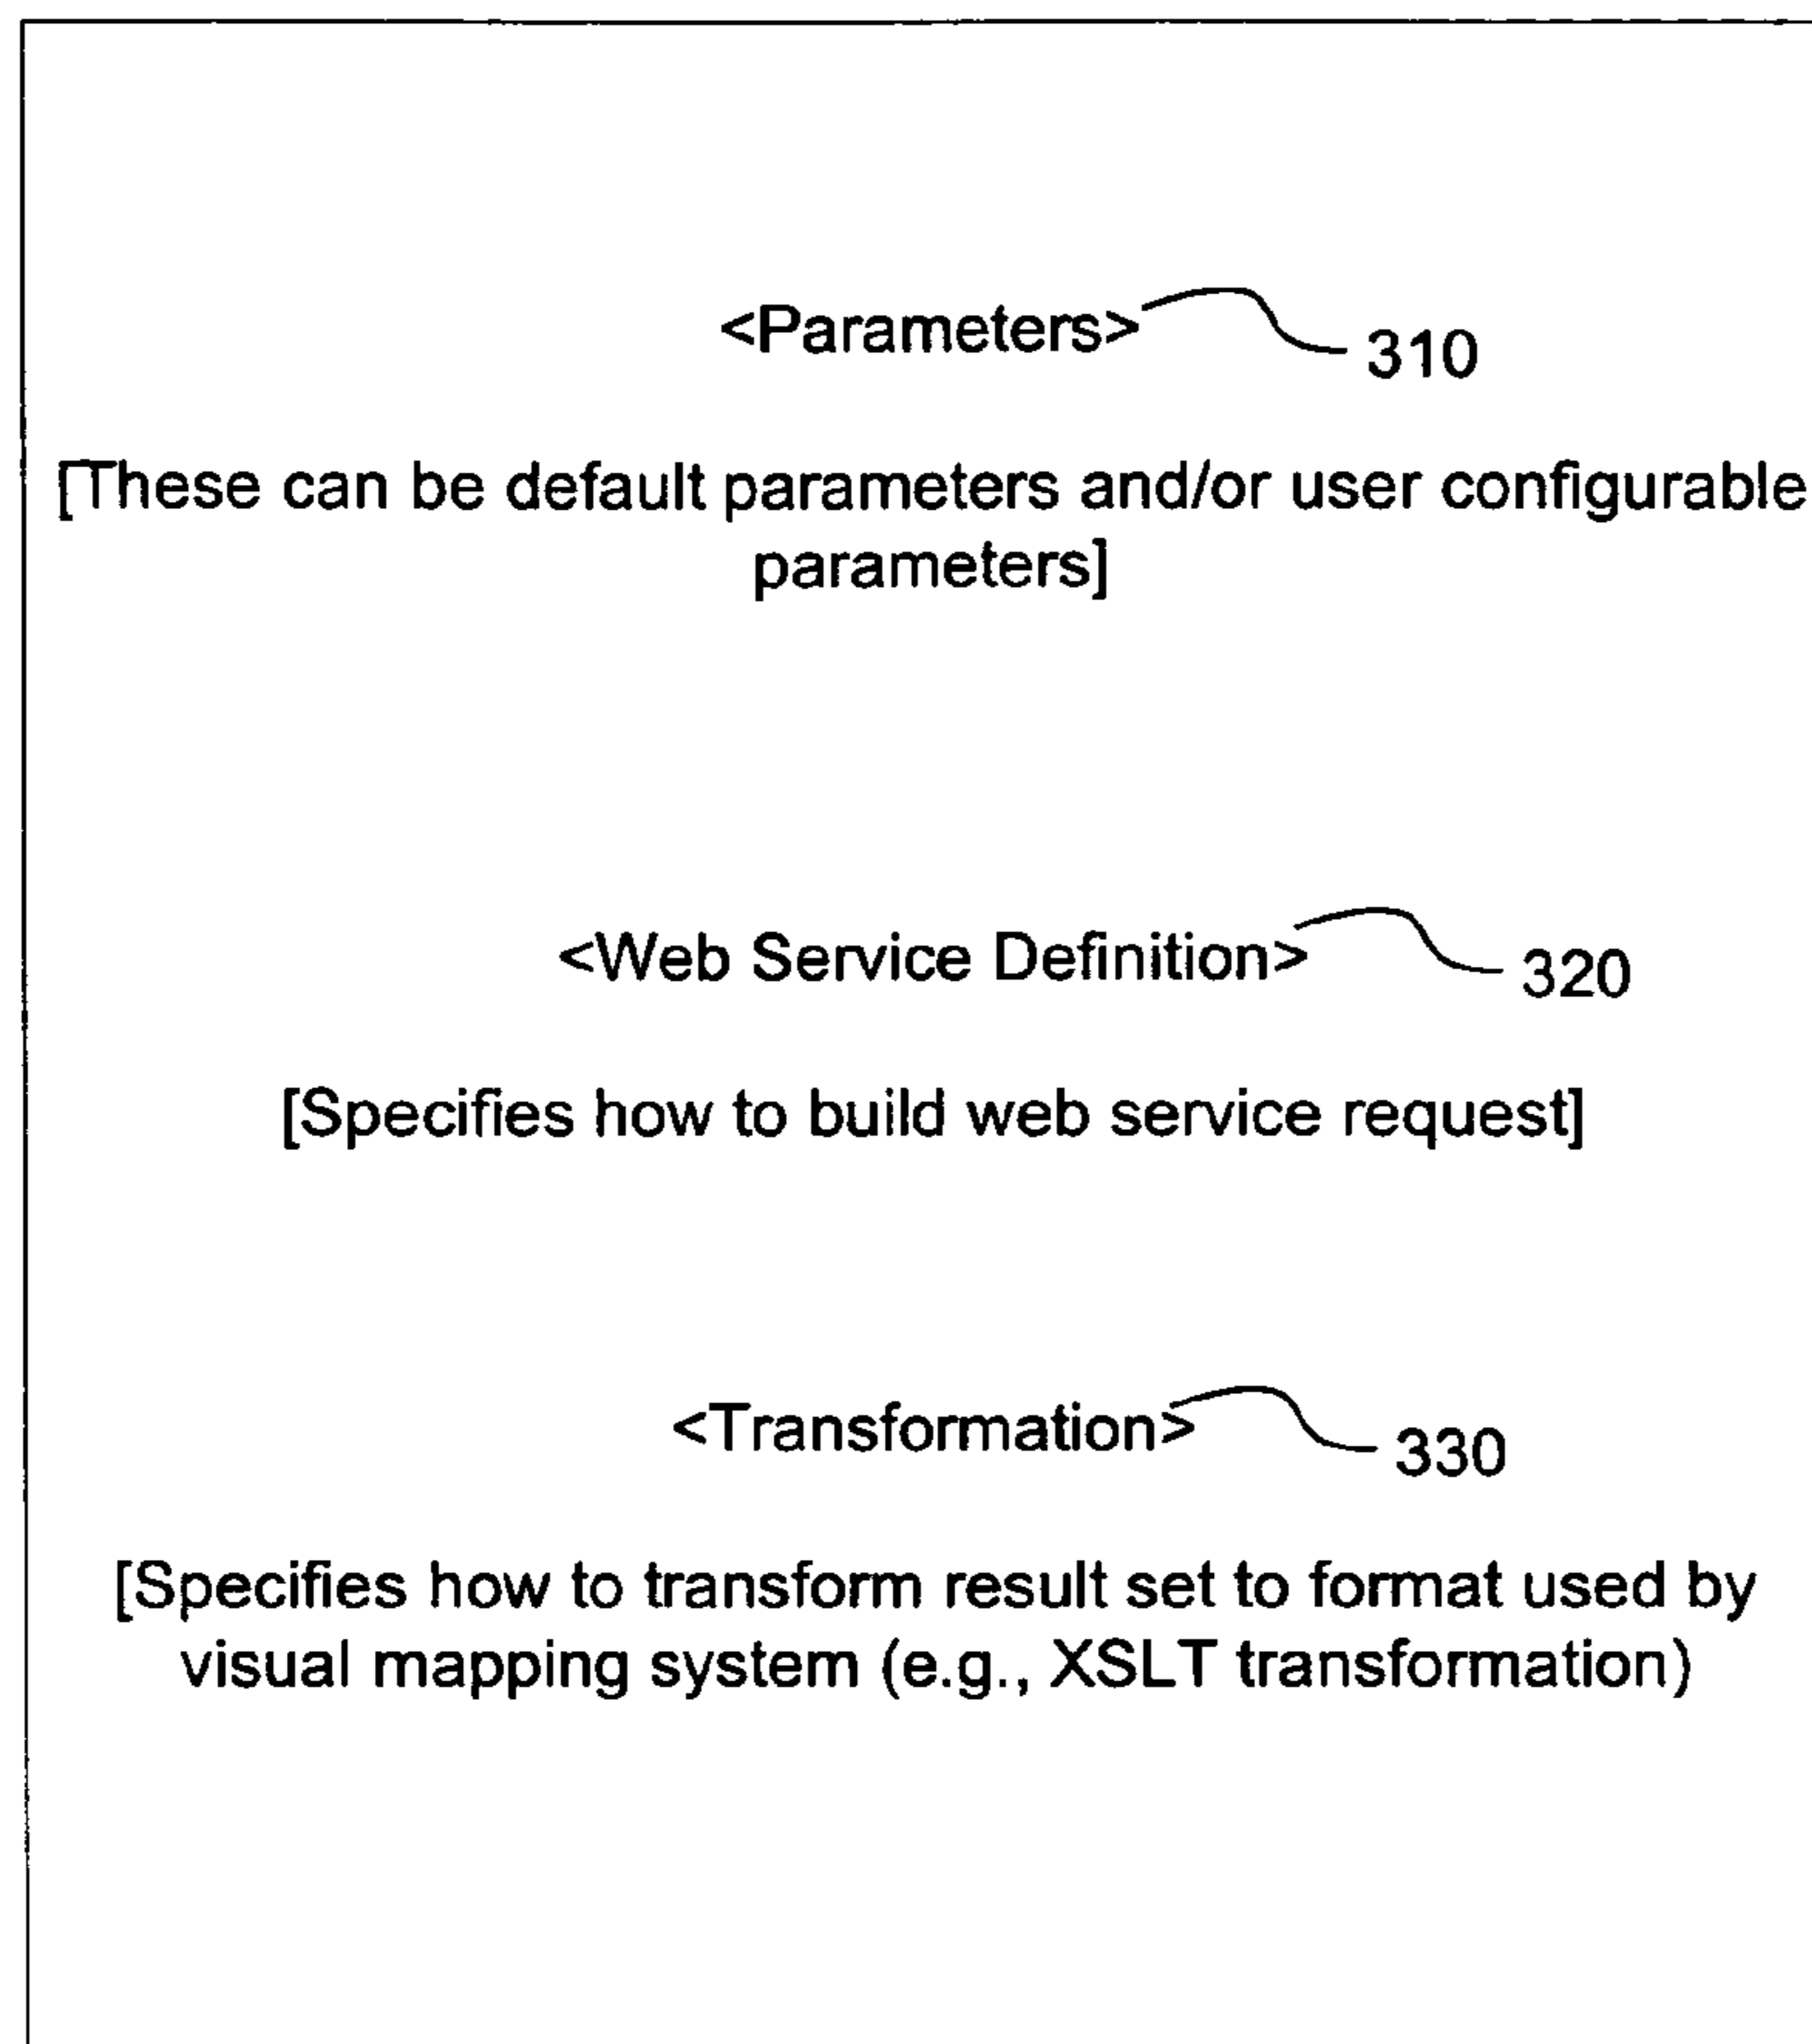 <Parameters>
310
[These can be default parameters and/or user configurable
parameters]
<Web Service Definition>
320
[Specifies how to build web service request]
<Transformation>
330
[Specifies how to transform result set to format used by
visual mapping system (e.g., XSLT transformation)